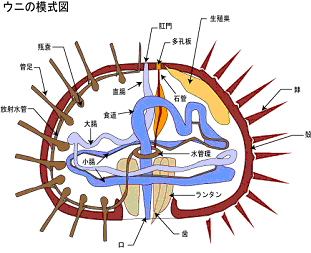 ウニの模式図
肛門
多孔板
生殖巣
瓶嚢
管足
直腸
石管
棘
放射水管
大腸
食道
殻
小腸
水管環
ランタン
口
歯